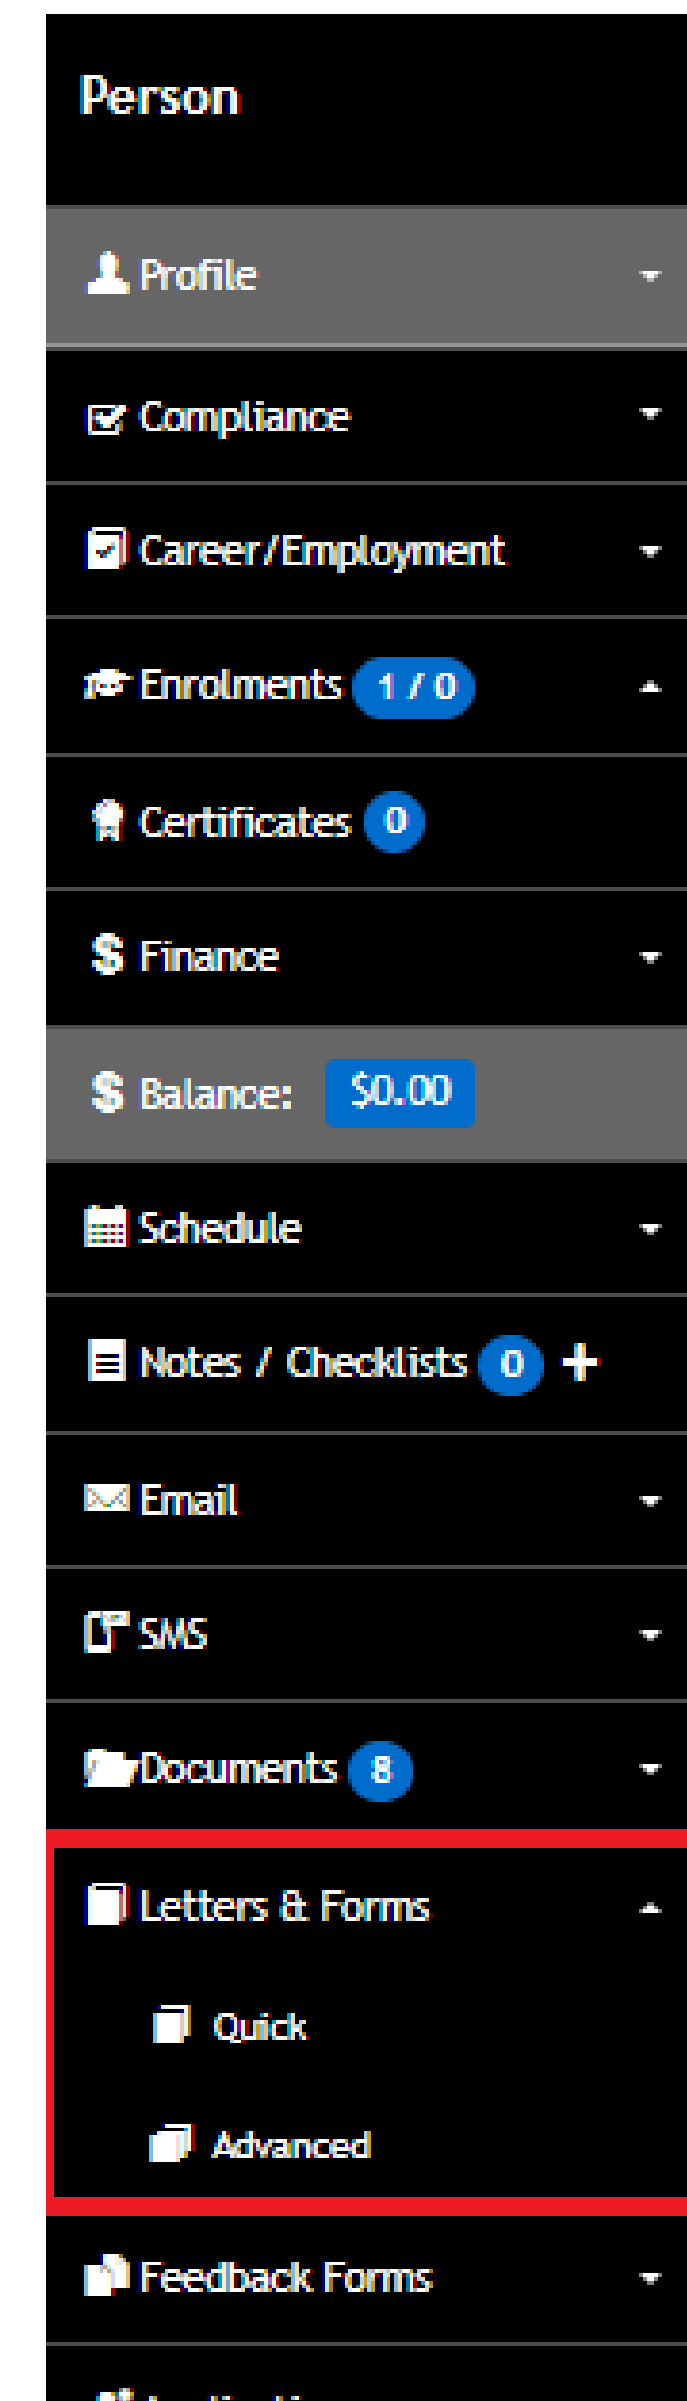 Person
Profile
Compliance
Career/Employment
Enrolments 1 / 0
Certificates 0
$ Finance
$ Balance: $0.00
Schedule
Notes / Checklists 0 +
Email
SMS
Documents 8
Letters & Forms
Quick
Advanced
Feedback Forms